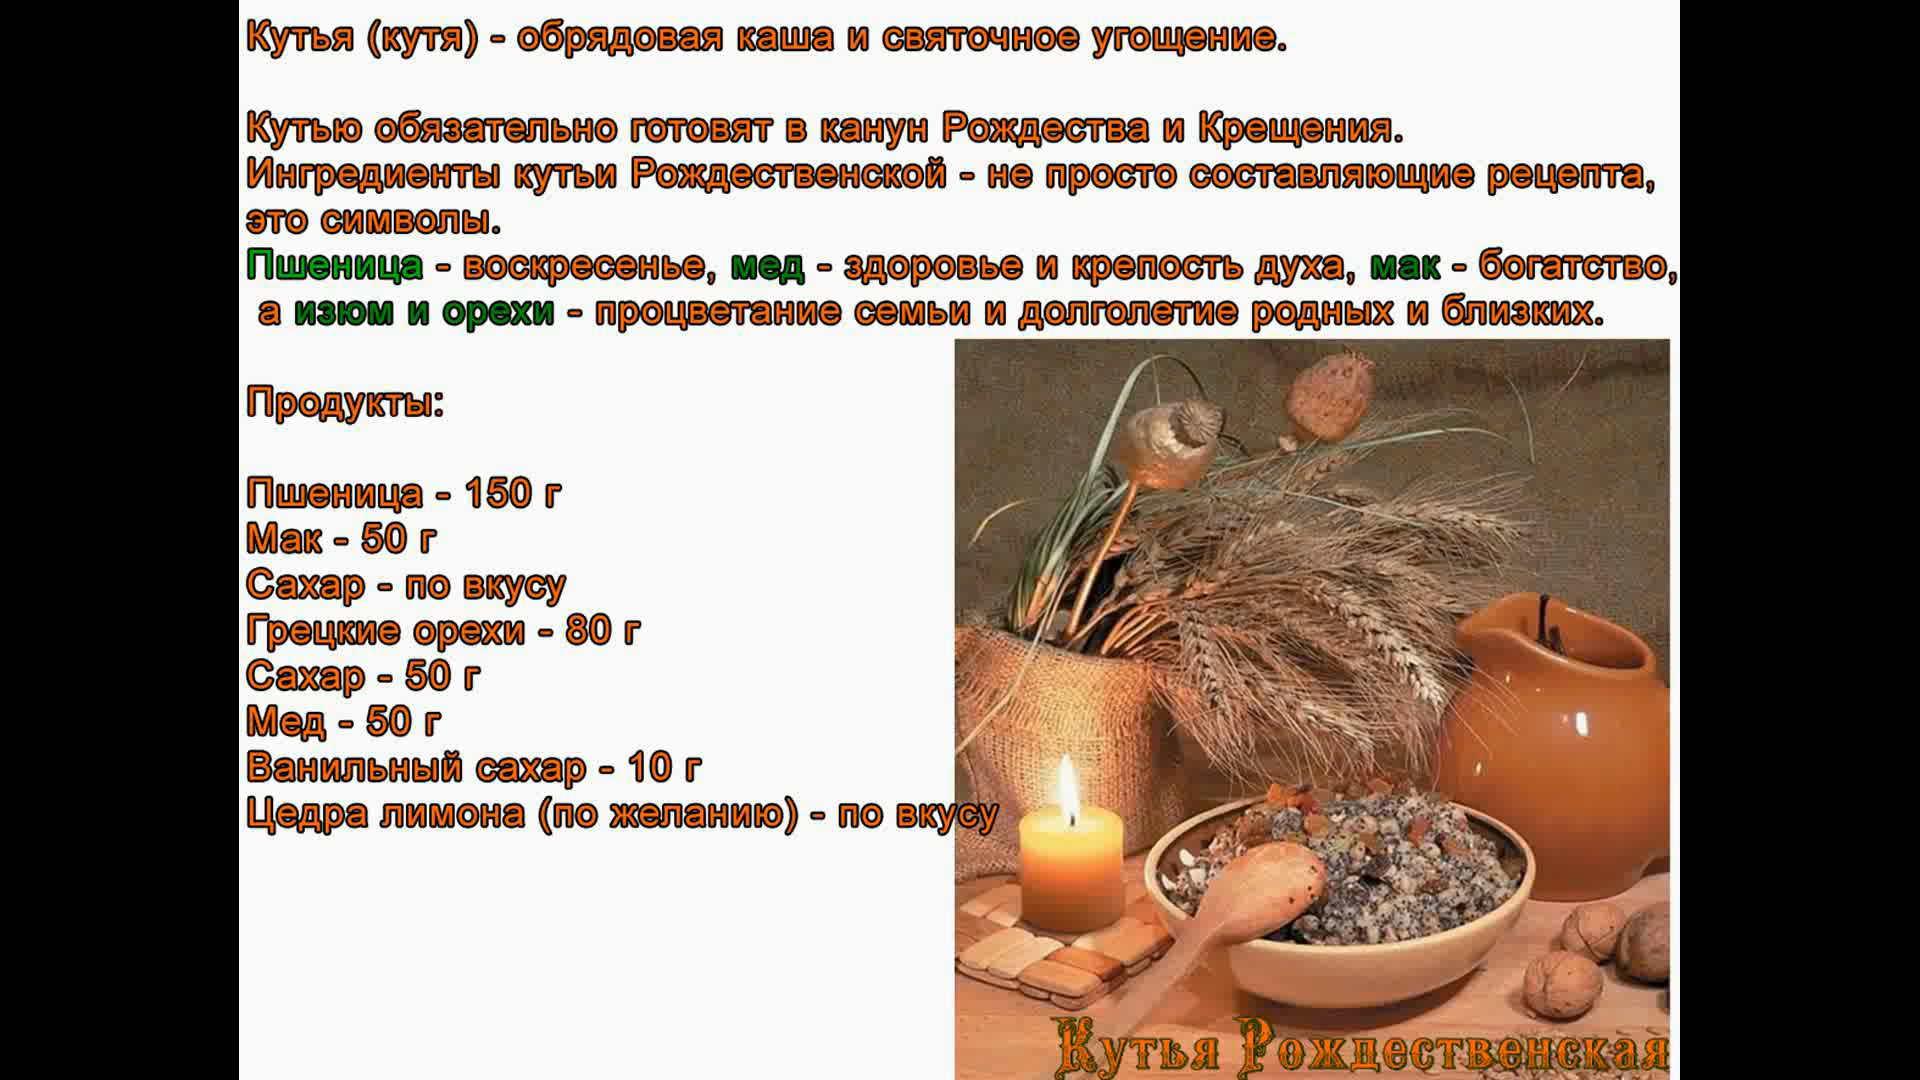 Кутья (кутя) - обрядовая каша и святочное угощение.
Кутью обязательно готовят в канун Рождества и Крещения.
Ингредиенты кутьи Рождественской - не просто составляющие рецепта,
это символы.
Пшеница - воскресенье, мед - здоровье и крепость духа, мак - богатство,
а изюм и орехи - процветание семьи и долголетие родных и близких.
Продукты:
Пшеница - 150 г
Мак - 50 г
Сахар - по вкусу
Грецкие орехи - 80 г
Сахар - 50 г
Мед - 50 г
Ванильный сахар - 10 г
Цедра лимона (по желанию) - по вкусу
Кутья Рождественская